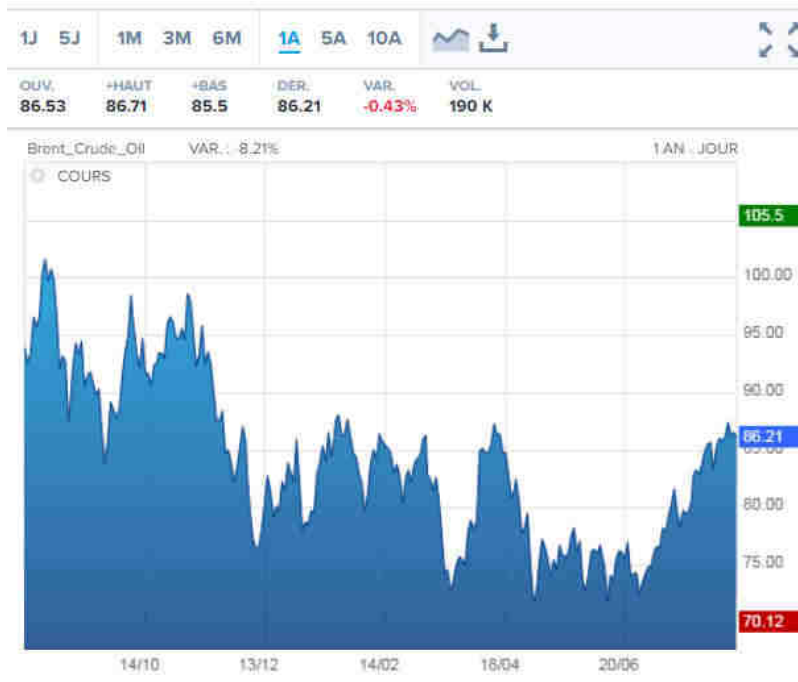 1J 5J 1M 3M 6M 1A 5A 10A
OUV. +HAUT +BAS DER. VAR. VOL.
86.53 86.71 85.5 86.21 -0.43% 190 K
Brent_Crude_Oil VAR. : -8.21% 1 AN - JOUR
COURS
105.5
100.00
95.00
90.00
86.21
85.00
80.00
75.00
70.12
14/10 13/12 14/02 18/04 20/06